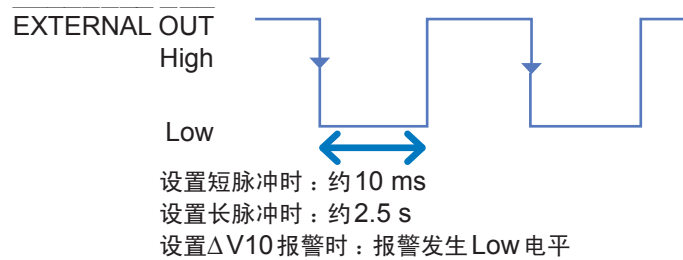 EXTERNAL OUT
High
Low
设置短脉冲时：约10 ms
设置长脉冲时：约2.5 s
设置ΔV10报警时：报警发生Low电平